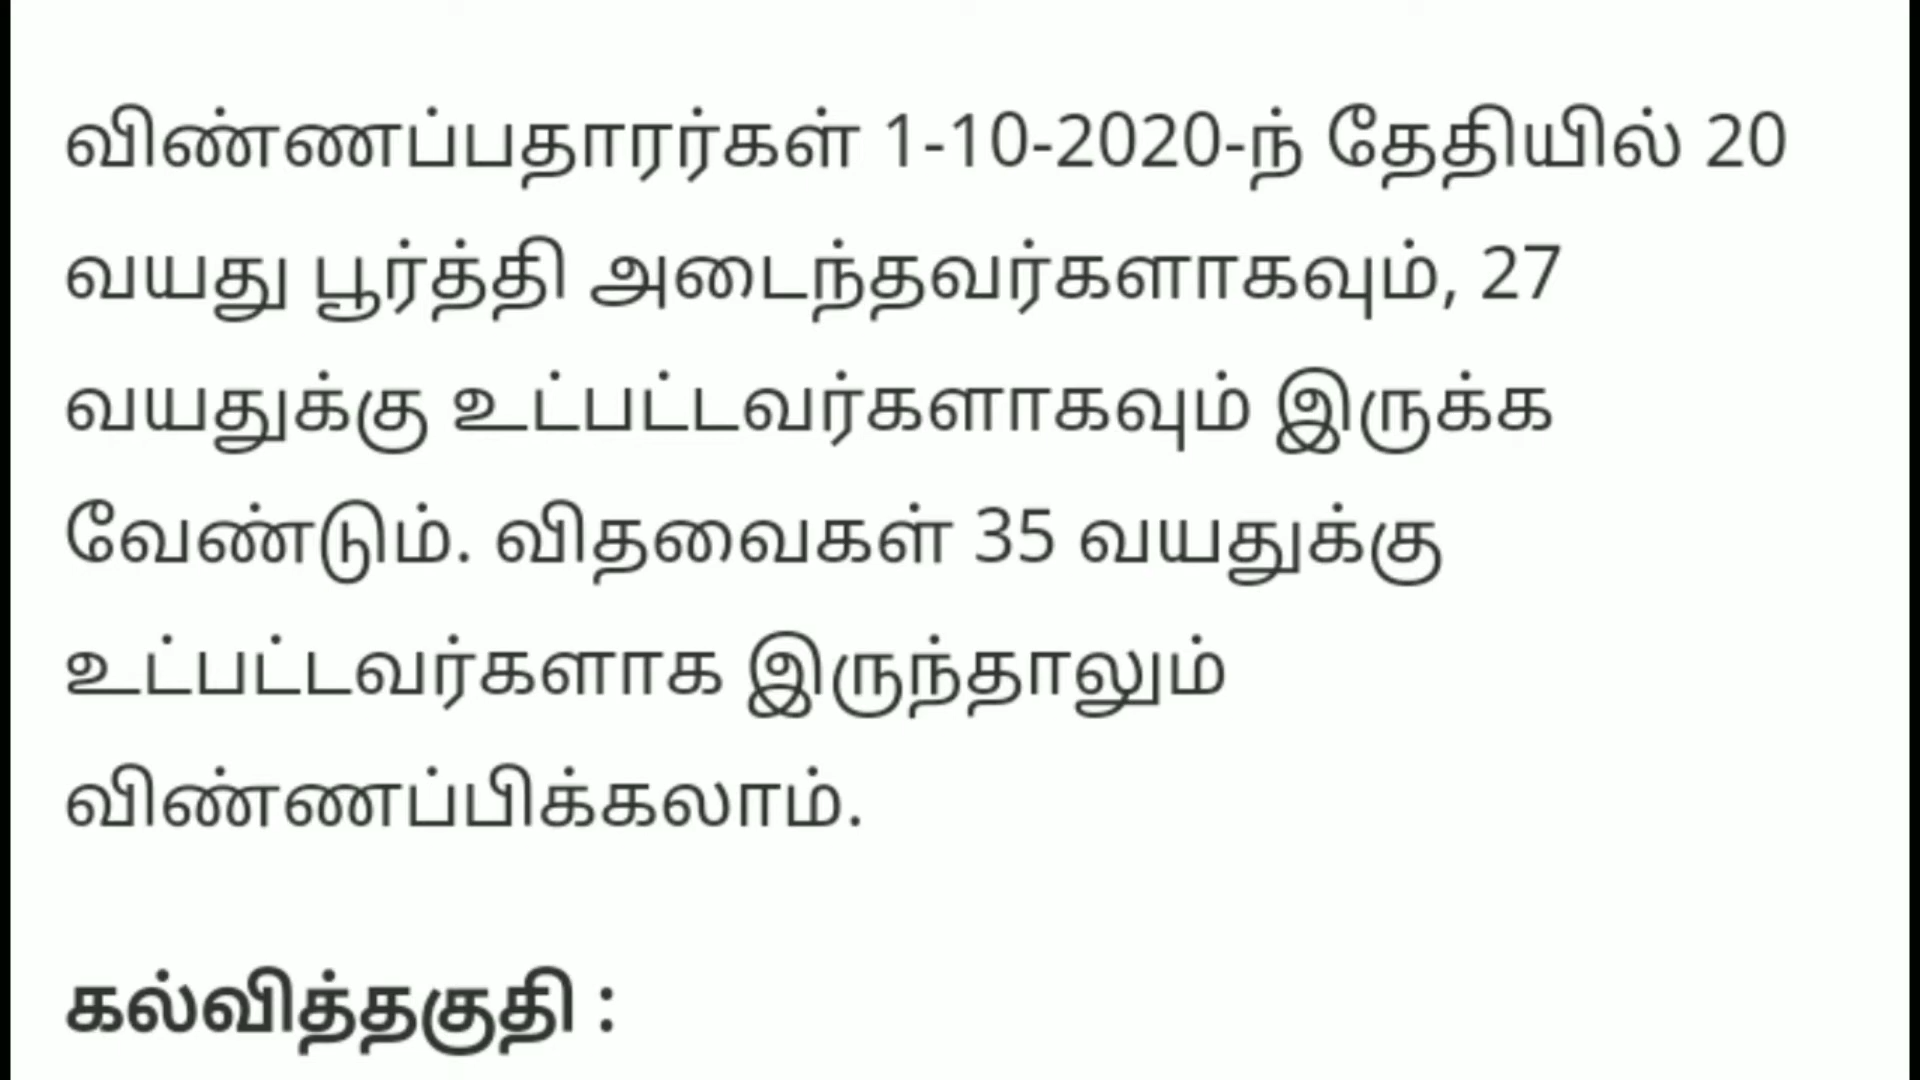 விண்ணப்பதாரர்கள் 1-10-2020-ந் தேதியில் 20
வயது பூர்த்தி அடைந்தவர்களாகவும், 27
வயதுக்கு உட்பட்டவர்களாகவும் இருக்க
வேண்டும். விதவைகள் 35 வயதுக்கு
உட்பட்டவர்களாக இருந்தாலும்
விண்ணப்பிக்கலாம்.
கல்வித்தகுதி :